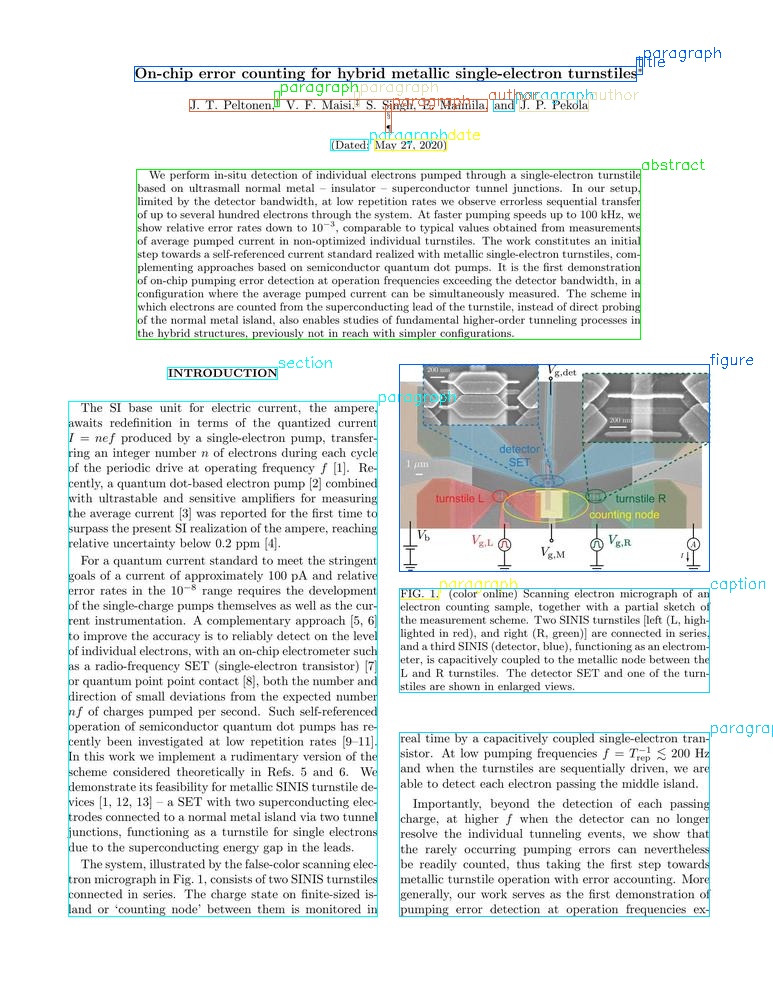 paragraph
title
On-chip error counting for hybrid metallic single-electron turnstiles*
paragraph paragraph
paragraph author author
J. T. Peltonen,† V. F. Maisi,‡ S. Singh, E. Mannila, and J. P. Pekola
§
¶
paragraph date
(Dated: May 27, 2020)
abstract
We perform in-situ detection of individual electrons pumped through a single-electron turnstile
based on ultrasmall normal metal – insulator – superconductor tunnel junctions. In our setup,
limited by the detector bandwidth, at low repetition rates we observe errorless sequential transfer
of up to several hundred electrons through the system. At faster pumping speeds up to 100 kHz, we
show relative error rates down to 10⁻³, comparable to typical values obtained from measurements
of average pumped current in non-optimized individual turnstiles. The work constitutes an initial
step towards a self-referenced current standard realized with metallic single-electron turnstiles, com-
plementing approaches based on semiconductor quantum dot pumps. It is the first demonstration
of on-chip pumping error detection at operation frequencies exceeding the detector bandwidth, in a
configuration where the average pumped current can be simultaneously measured. The scheme in
which electrons are counted from the superconducting lead of the turnstile, instead of direct probing
of the normal metal island, also enables studies of fundamental higher-order tunneling processes in
the hybrid structures, previously not in reach with simpler configurations.
section
INTRODUCTION
paragraph
The SI base unit for electric current, the ampere,
awaits redefinition in terms of the quantized current
I = nef produced by a single-electron pump, transfer-
ring an integer number n of electrons during each cycle
of the periodic drive at operating frequency f [1]. Re-
cently, a quantum dot-based electron pump [2] combined
with ultrastable and sensitive amplifiers for measuring
the average current [3] was reported for the first time to
surpass the present SI realization of the ampere, reaching
relative uncertainty below 0.2 ppm [4].
For a quantum current standard to meet the stringent
goals of a current of approximately 100 pA and relative
error rates in the 10⁻⁸ range requires the development
of the single-charge pumps themselves as well as the cur-
rent instrumentation. A complementary approach [5, 6]
to improve the accuracy is to reliably detect on the level
of individual electrons, with an on-chip electrometer such
as a radio-frequency SET (single-electron transistor) [7]
or quantum point point contact [8], both the number and
direction of small deviations from the expected number
nf of charges pumped per second. Such self-referenced
operation of semiconductor quantum dot pumps has re-
cently been investigated at low repetition rates [9–11].
In this work we implement a rudimentary version of the
scheme considered theoretically in Refs. 5 and 6. We
demonstrate its feasibility for metallic SINIS turnstile de-
vices [1, 12, 13] – a SET with two superconducting elec-
trodes connected to a normal metal island via two tunnel
junctions, functioning as a turnstile for single electrons
due to the superconducting energy gap in the leads.
The system, illustrated by the false-color scanning elec-
tron micrograph in Fig. 1, consists of two SINIS turnstiles
connected in series. The charge state on finite-sized is-
land or ‘counting node’ between them is monitored in
figure
200 nm
Vg,det
200 nm
detector
SET
1 μm
turnstile L
turnstile R
counting node
Vb
Vg,L
Vg,M
Vg,R
I
A
paragraph
caption
FIG. 1. (color online) Scanning electron micrograph of an
electron counting sample, together with a partial sketch of
the measurement scheme. Two SINIS turnstiles [left (L, high-
lighted in red), and right (R, green)] are connected in series,
and a third SINIS (detector, blue), functioning as an electrom-
eter, is capacitively coupled to the metallic node between the
L and R turnstiles. The detector SET and one of the turn-
stiles are shown in enlarged views.
paragraph
real time by a capacitively coupled single-electron tran-
sistor. At low pumping frequencies f = T⁻¹rep ≲ 200 Hz
and when the turnstiles are sequentially driven, we are
able to detect each electron passing the middle island.
Importantly, beyond the detection of each passing
charge, at higher f when the detector can no longer
resolve the individual tunneling events, we show that
the rarely occurring pumping errors can nevertheless
be readily counted, thus taking the first step towards
metallic turnstile operation with error accounting. More
generally, our work serves as the first demonstration of
pumping error detection at operation frequencies ex-